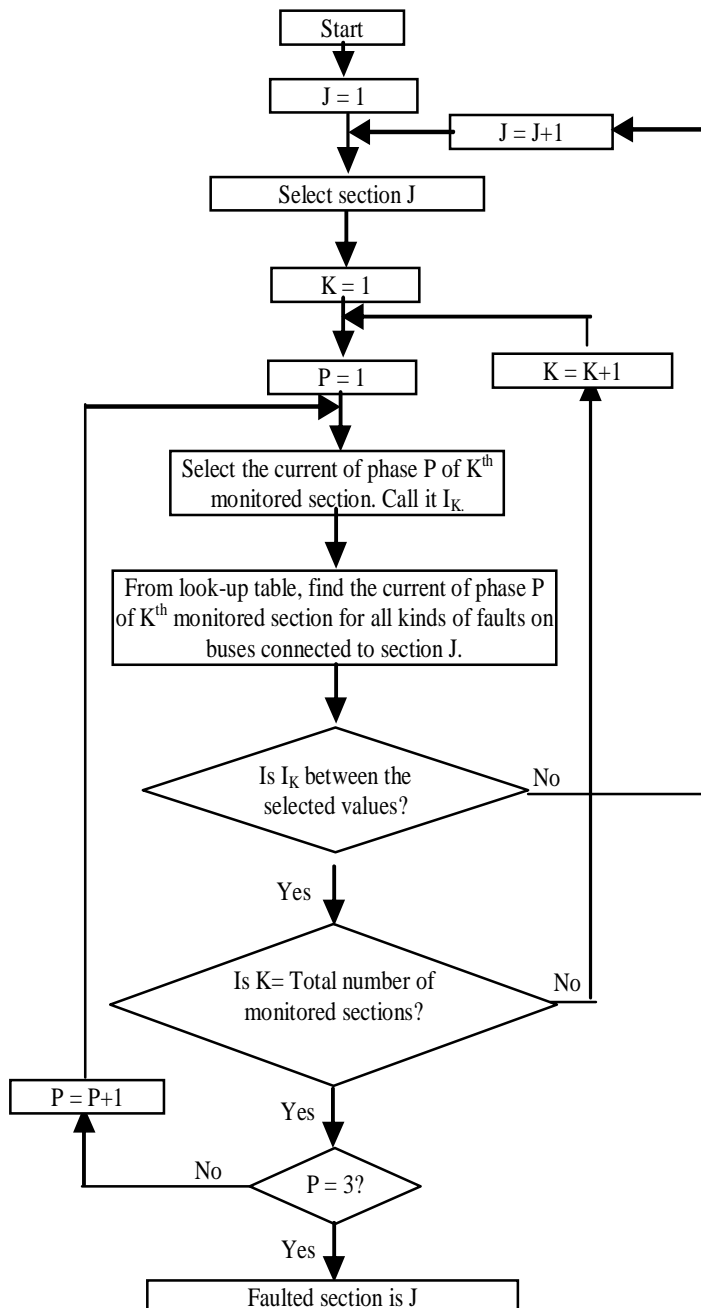 Start
J = 1
J = J+1
Select section J
K = 1
K = K+1
P = 1
Select the current of phase P of Kth
monitored section. Call it IK.
From look-up table, find the current of phase P
of Kth monitored section for all kinds of faults on
buses connected to section J.
Is IK between the
selected values?
No
Yes
Is K= Total number of
monitored sections?
No
P = P+1
Yes
No
P = 3?
Yes
Faulted section is J